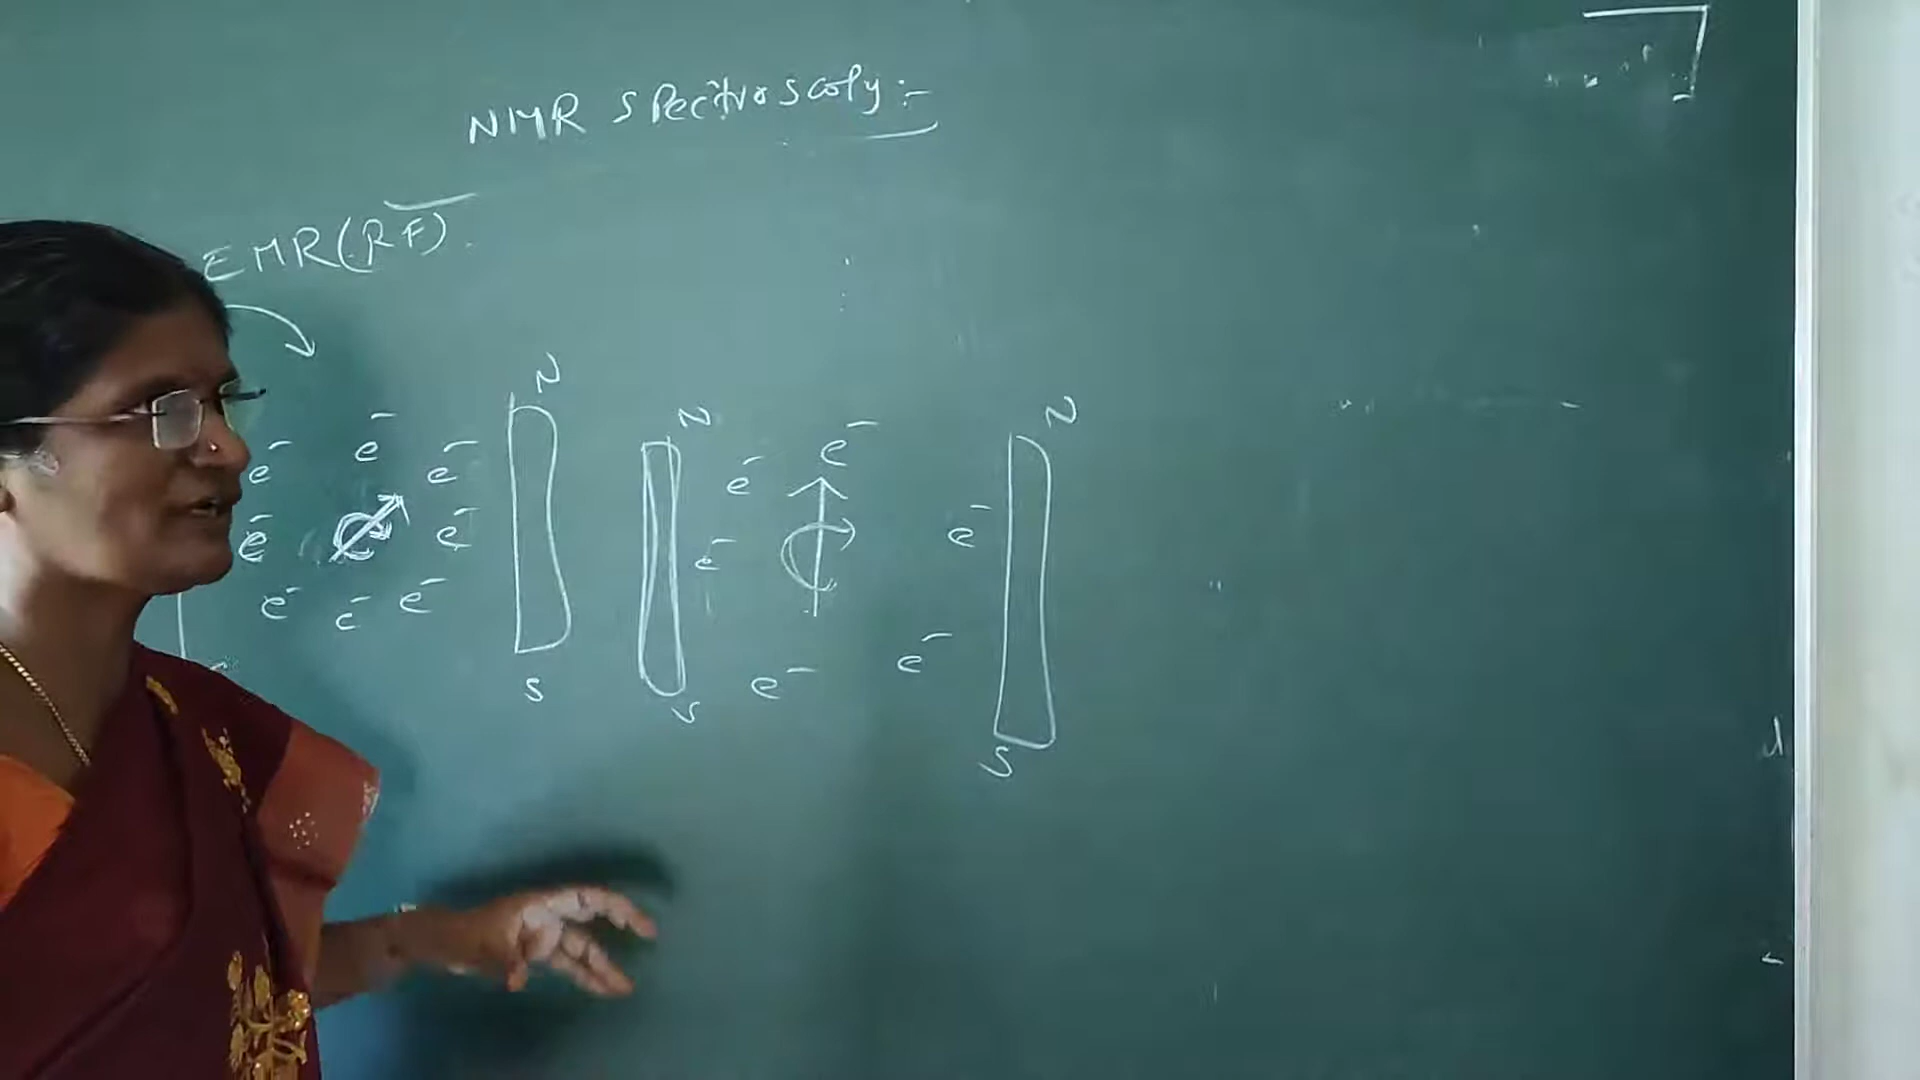 NMR SPectroscoPy :-
EMR (RF).
N N N
e⁻ e⁻ e⁻ e⁻ e⁻
e⁻ e⁻ e⁻ e⁻
e⁻ e⁻ e⁻ e⁻ e⁻
S S S